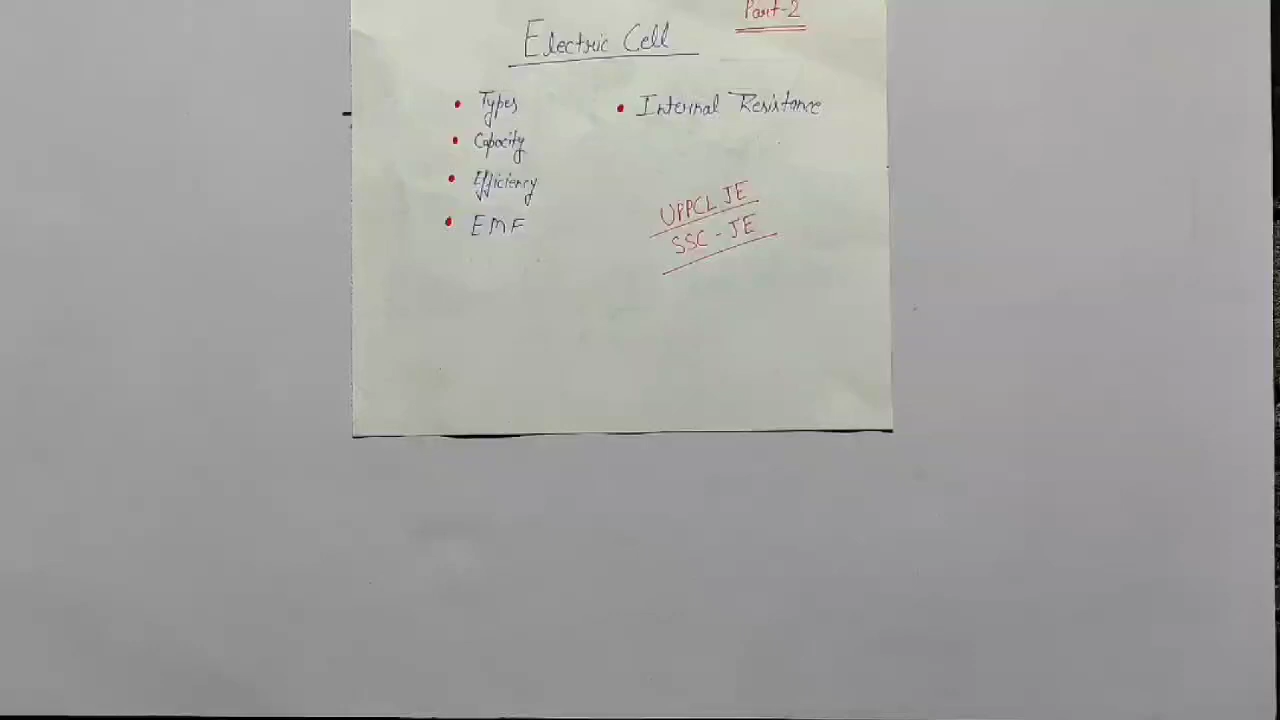 Part-2
Electric Cell
• Types
• Capacity
• Efficiency
• EMF
• Internal Resistance
UPPCL JE
SSC - JE